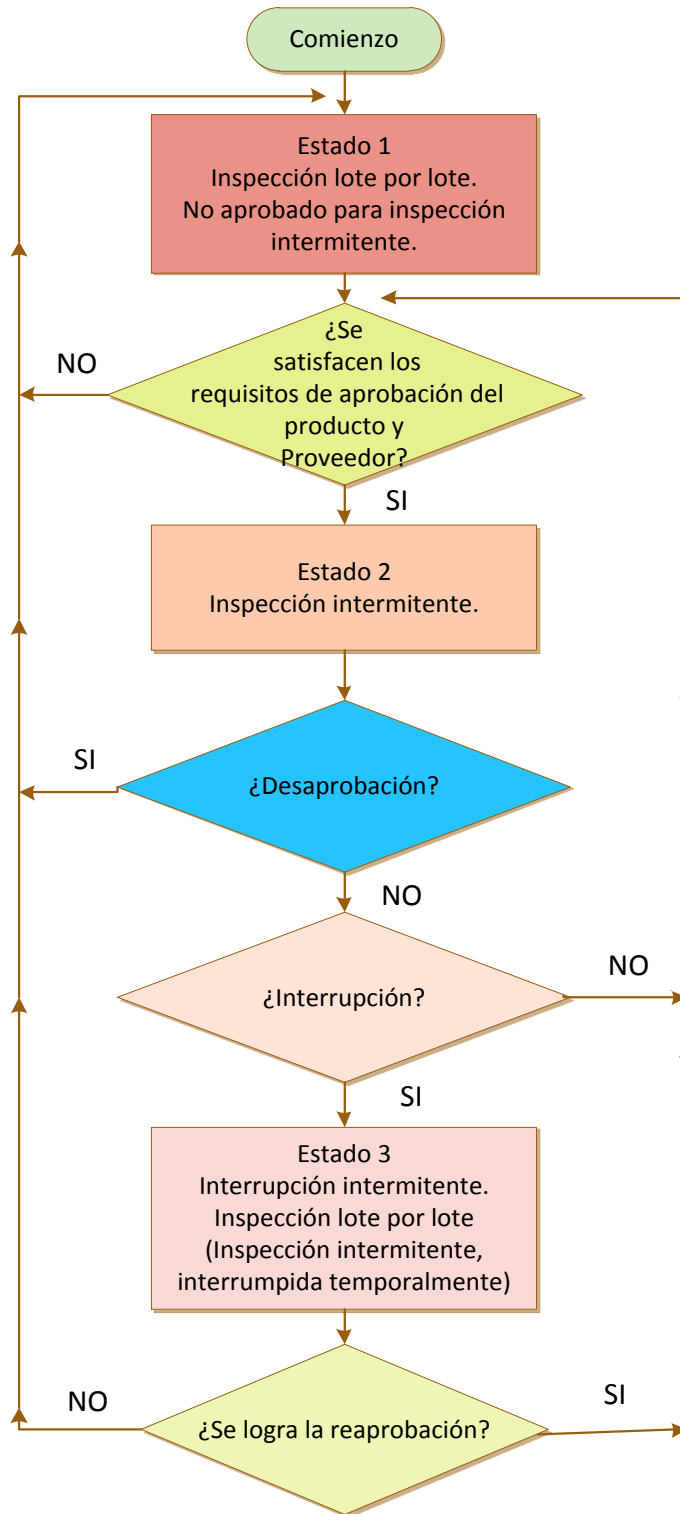 Comienzo
Estado 1
Inspección lote por lote.
No aprobado para inspección
intermitente.
¿Se
satisfacen los
requisitos de aprobación del
producto y
Proveedor?
NO
SI
Estado 2
Inspección intermitente.
¿Desaprobación?
SI
NO
¿Interrupción?
NO
SI
Estado 3
Interrupción intermitente.
Inspección lote por lote
(Inspección intermitente,
interrumpida temporalmente)
¿Se logra la reaprobación?
NO
SI